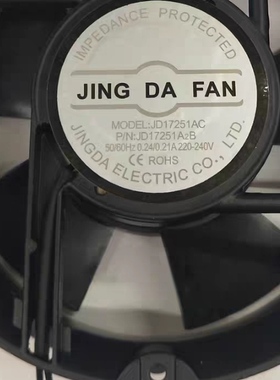 IMPEDANCE PROTECTED
JING DA FAN
MODEL:JD17251AC
P/N:JD17251A2B
50/60Hz 0.24/0.21A 220-240V
CE ROHS
JINGDA ELECTRIC CO., LTD.